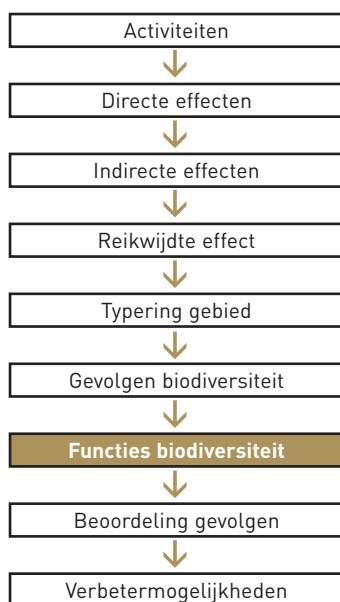 Activiteiten
Directe effecten
Indirecte effecten
Reikwijdte effect
Typering gebied
Gevolgen biodiversiteit
Functies biodiversiteit
Beoordeling gevolgen
Verbetermogelijkheden